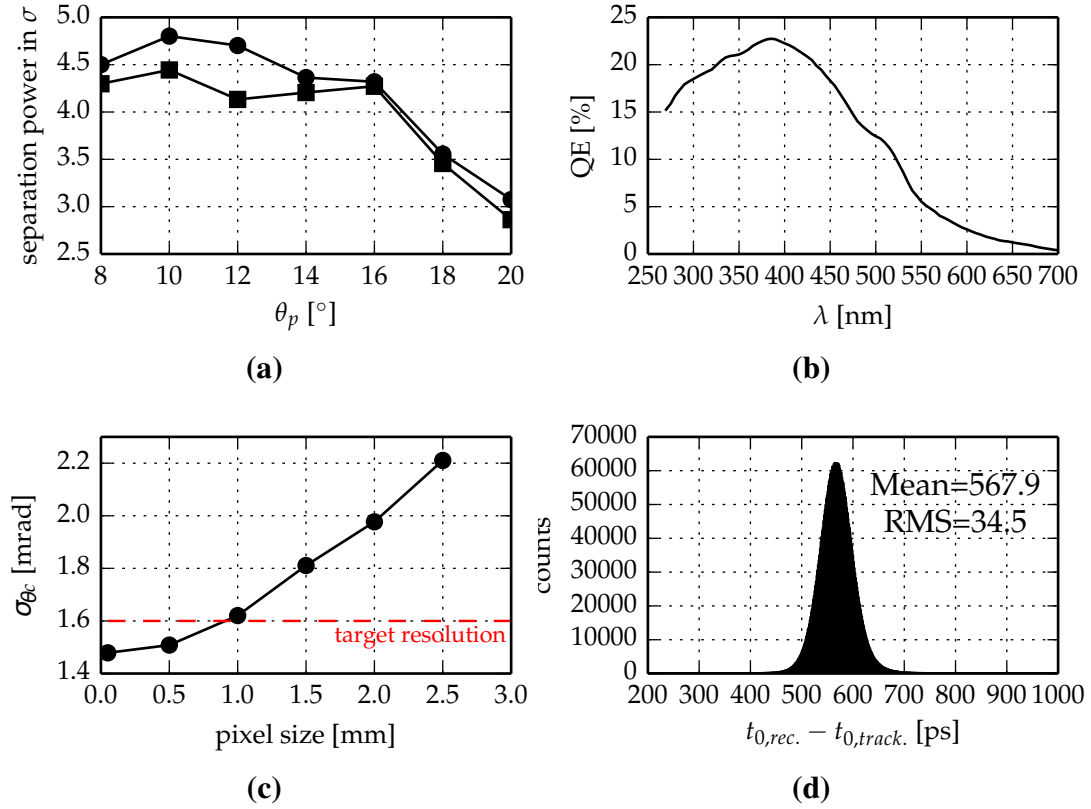 separation power in σ
5.0
4.5
4.0
3.5
3.0
2.5
8 10 12 14 16 18 20
θp [°]
(a)
QE [%]
25
20
15
10
5
0
250 300 350 400 450 500 550 600 650 700
λ [nm]
(b)
σθc [mrad]
2.2
2.0
1.8
1.6
1.4
target resolution
0.0 0.5 1.0 1.5 2.0 2.5 3.0
pixel size [mm]
(c)
counts
70000
60000
50000
40000
30000
20000
10000
0
Mean=567.9
RMS=34.5
200 300 400 500 600 700 800 900 1000
t0,rec. − t0,track. [ps]
(d)